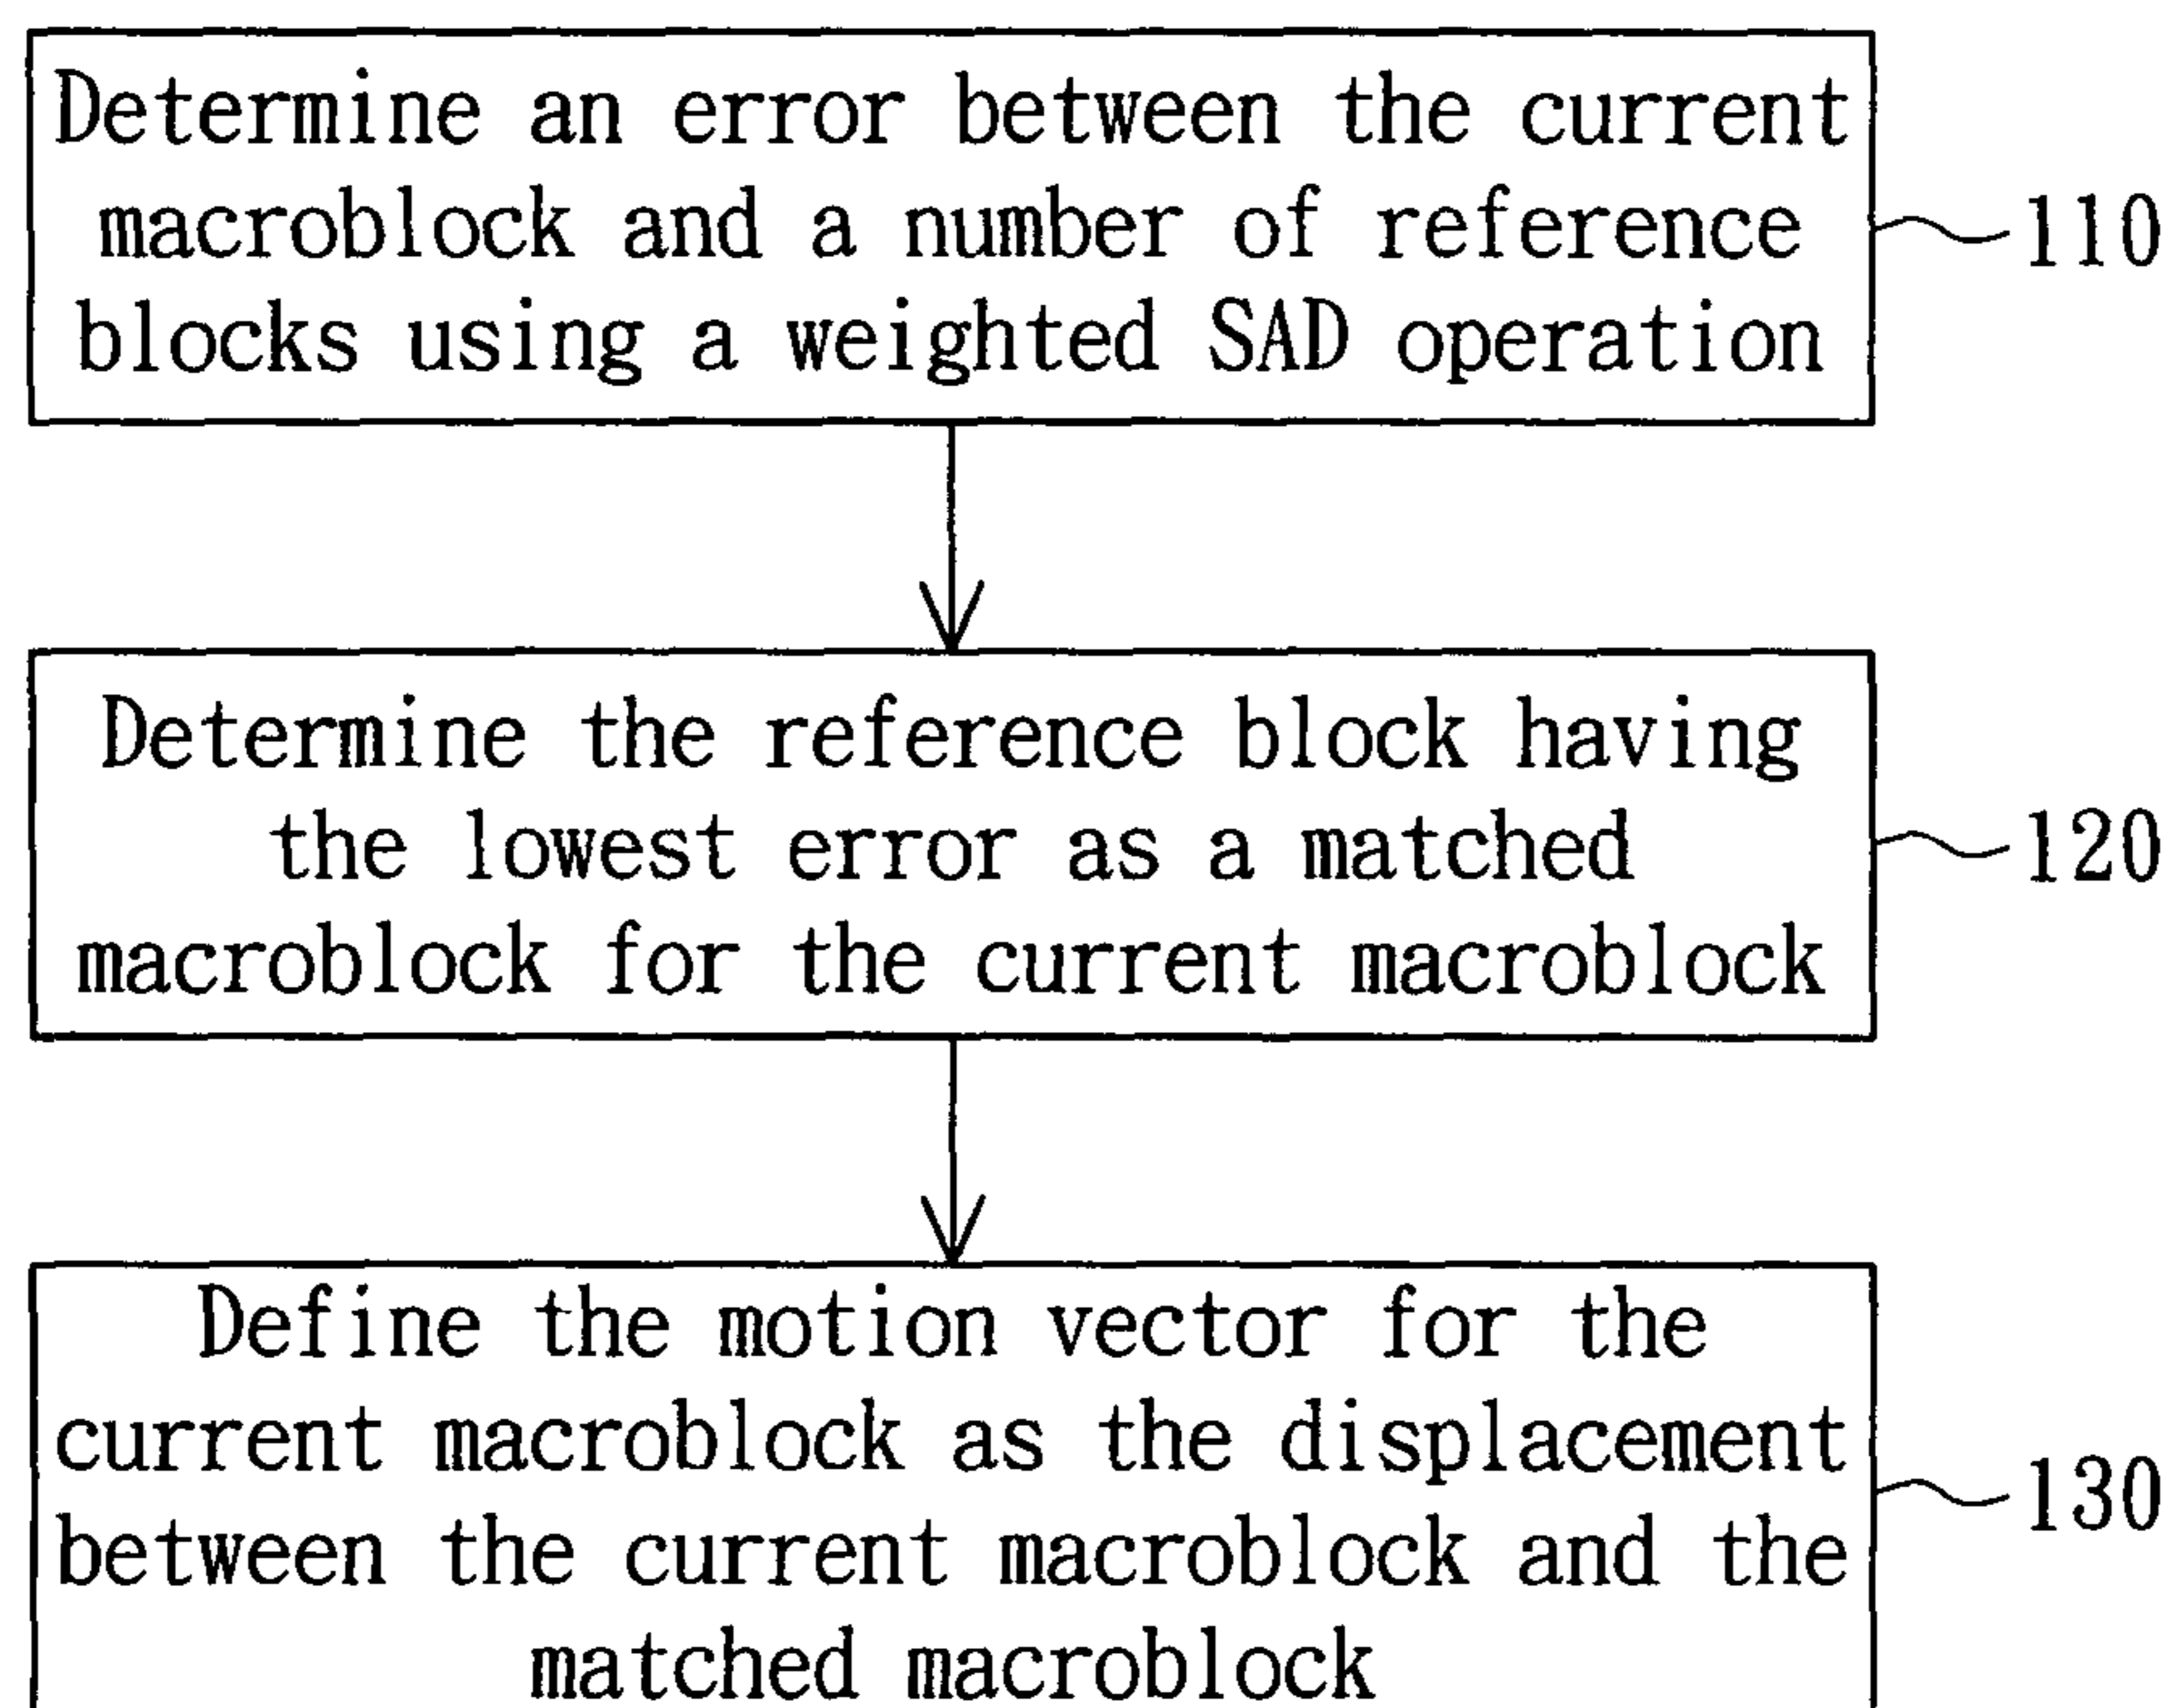 Determine an error between the current
macroblock and a number of reference
blocks using a weighted SAD operation
110
Determine the reference block having
the lowest error as a matched
macroblock for the current macroblock
120
Define the motion vector for the
current macroblock as the displacement
between the current macroblock and the
matched macroblock
130